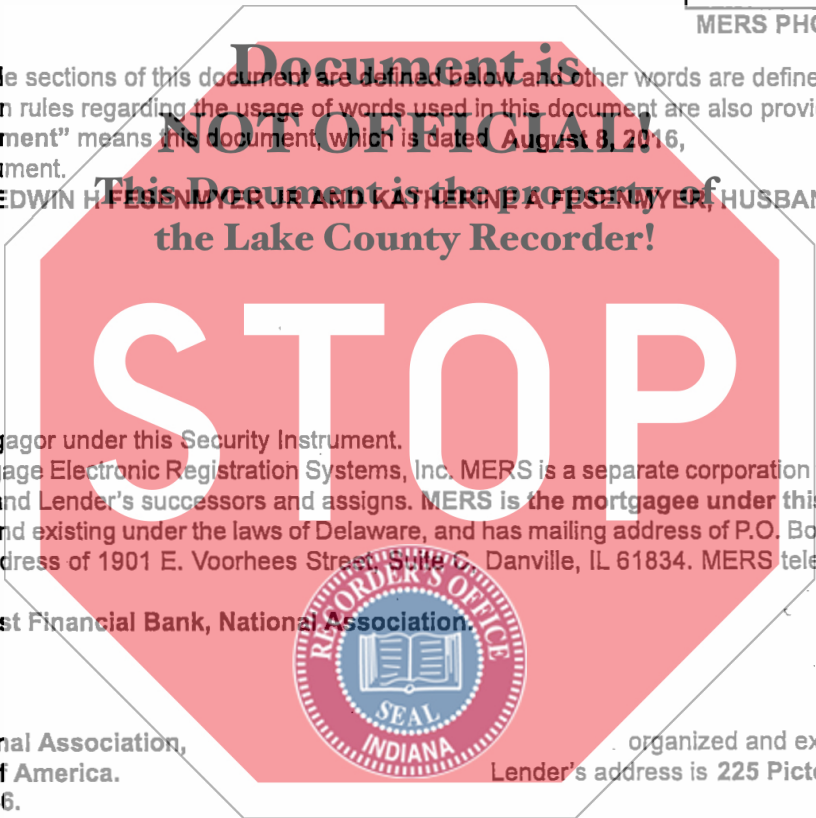 MERS PHO
e sections of this document are defined below and other words are define
Document is
n rules regarding the usage of words used in this document are also provi
NOT OFFICIAL!
ment” means this document, which is dated August 8, 2016,
ment.
This Document is the property of
EDWIN H FESENMYER JR AND KATHERINE A FESENMYER, HUSBAN
the Lake County Recorder!
STOP
gagor under this Security Instrument.
age Electronic Registration Systems, Inc. MERS is a separate corporation
nd Lender's successors and assigns. MERS is the mortgagee under this
nd existing under the laws of Delaware, and has mailing address of P.O. Bo
dress of 1901 E. Voorhees Street, Suite C, Danville, IL 61834. MERS tele
st Financial Bank, National Association.
RECORDER'S OFFICE
SEAL
INDIANA
nal Association,
organized and ex
f America.
Lender's address is 225 Picto
6.